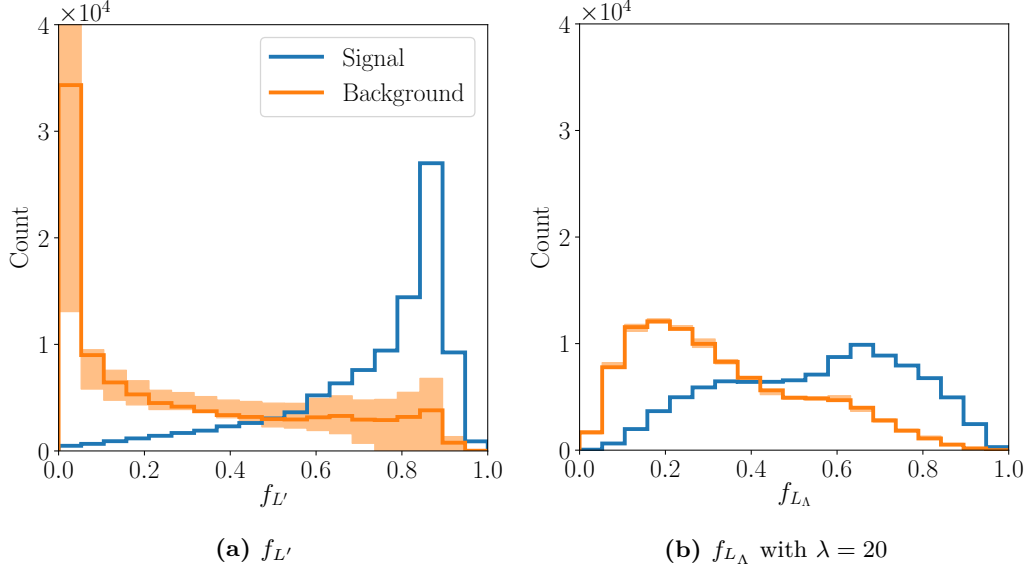 ×10⁴
4
3
2
1
0
Count
Signal
Background
0.0 0.2 0.4 0.6 0.8 1.0
f_{L′}
(a) f_{L′}
×10⁴
4
3
2
1
0
Count
0.0 0.2 0.4 0.6 0.8 1.0
f_{L_Λ}
(b) f_{L_Λ} with λ = 20